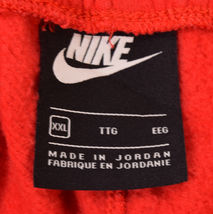 NIKE
XXL TTG EEG
MADE IN JORDAN
FABRIQUE EN JORDANIE